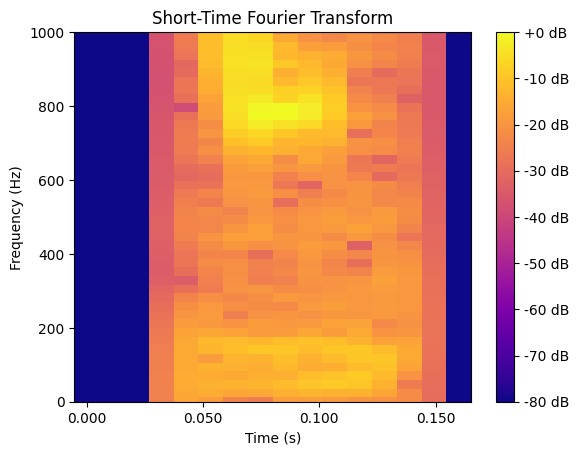 Short-Time Fourier Transform
1000
800
600
400
200
0
Frequency (Hz)
0.000
0.050
0.100
0.150
Time (s)
+0 dB
-10 dB
-20 dB
-30 dB
-40 dB
-50 dB
-60 dB
-70 dB
-80 dB